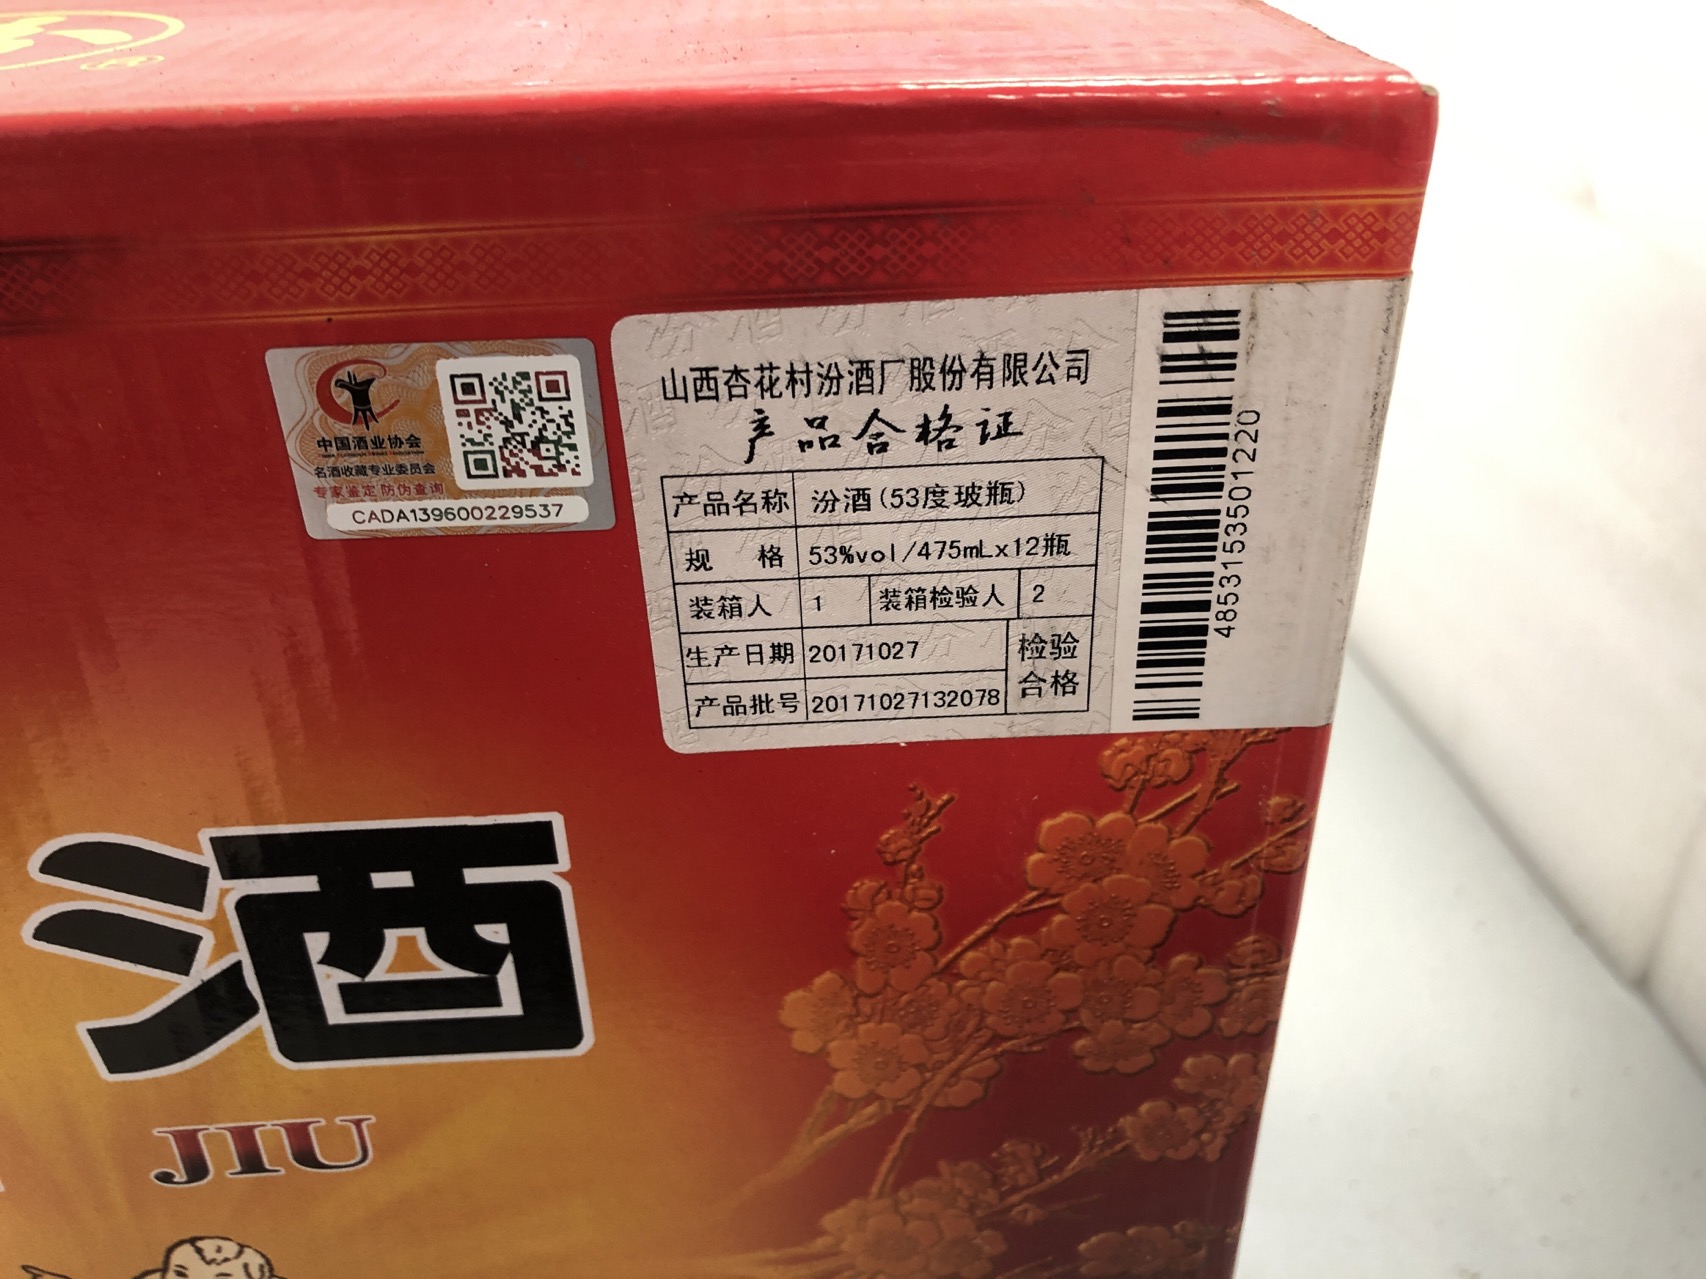 中国酒业协会
名酒收藏专业委员会
专家鉴定 防伪查询
CADA139600229537
山西杏花村汾酒厂股份有限公司
产品合格证
产品名称 汾酒(53度玻瓶)
规 格 53%vol/475mLx12瓶
装箱人 1 装箱检验人 2
生产日期 20171027 检验
产品批号 20171027132078 合格
4853153501220
酒
JIU